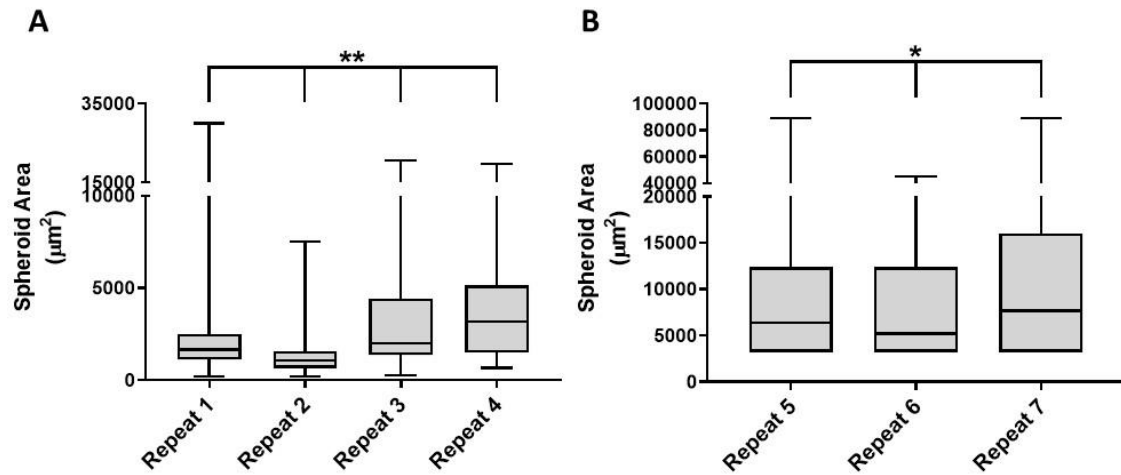 A
**
35000
15000
10000
5000
0
Spheroid Area
(μm²)
Repeat 1
Repeat 2
Repeat 3
Repeat 4
B
*
100000
80000
60000
40000
20000
15000
10000
5000
0
Spheroid Area
(μm²)
Repeat 5
Repeat 6
Repeat 7